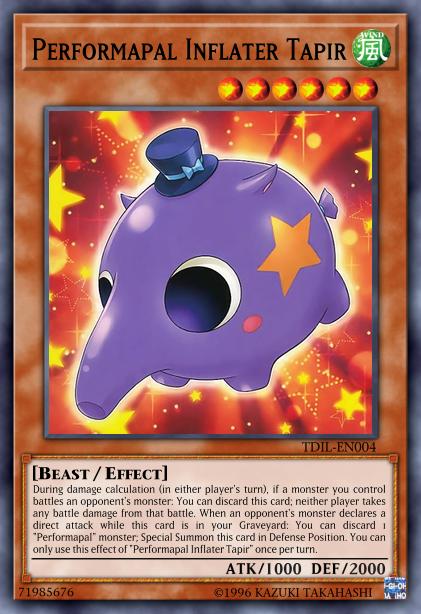 PERFORMAPAL INFLATER TAPIR
WIND
風
TDIL-EN004
[BEAST / EFFECT]
During damage calculation (in either player's turn), if a monster you control
battles an opponent's monster: You can discard this card; neither player takes
any battle damage from that battle. When an opponent's monster declares a
direct attack while this card is in your Graveyard: You can discard 1
"Performapal" monster; Special Summon this card in Defense Position. You can
only use this effect of "Performapal Inflater Tapir" once per turn.
ATK/1000 DEF/2000
71985676
©1996 KAZUKI TAKAHASHI